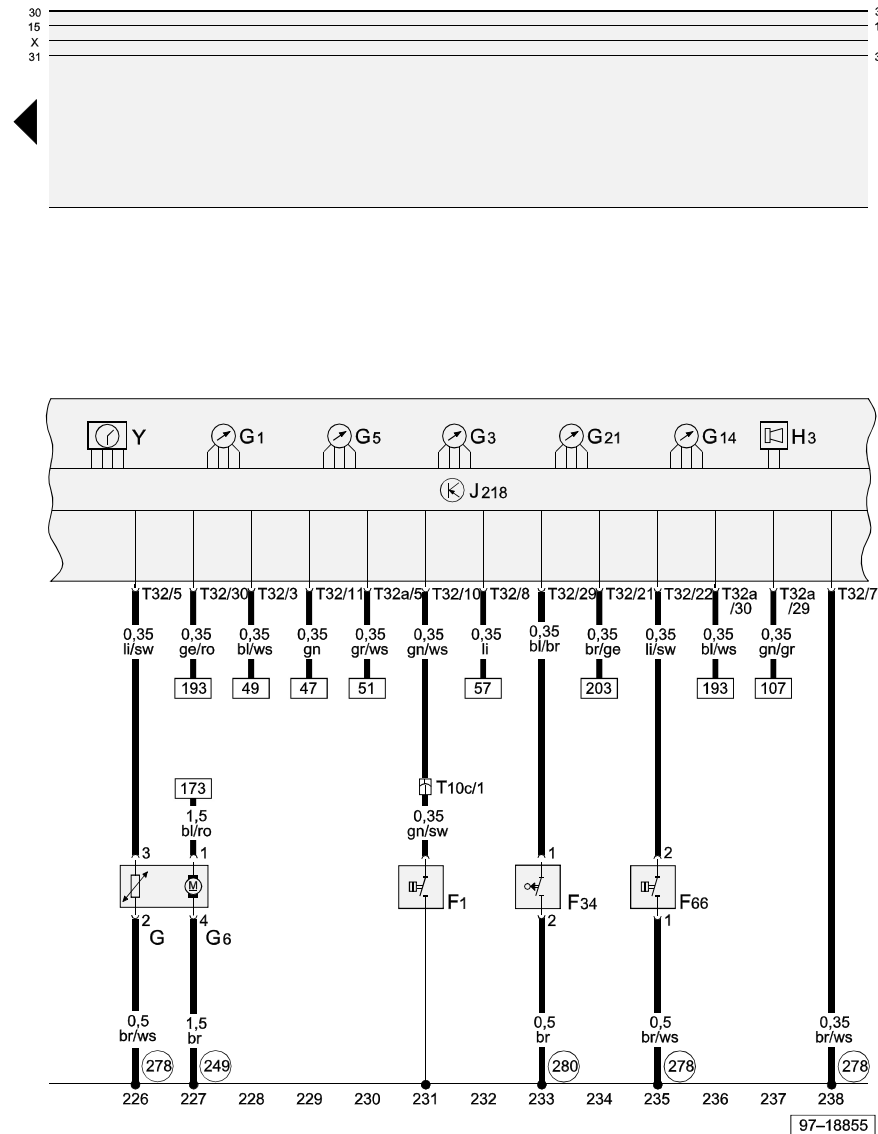 30 3
15 1
X
31 3
Y G1 G5 G3 G21 G14 H3
J218
T32/5 T32/30 T32/3 T32/11 T32a/5 T32/10 T32/8 T32/29 T32/21 T32/22 T32a/30 T32a/29 T32/7
0,35 0,35 0,35 0,35 0,35 0,35 0,35 0,35 0,35 0,35 0,35 0,35
li/sw ge/ro bl/ws gn gr/ws gn/ws li bl/br br/ge li/sw bl/ws gn/gr
193 49 47 51 57 203 193 107
173 T10c/1
1,5 0,35
bl/ro gn/sw
3 1 1 2
F1 F34 F66
2 4 2 1
G G6
0,5 1,5 0,5 0,5 0,35
br/ws br br br/ws br/ws
278 249 280 278 278
226 227 228 229 230 231 232 233 234 235 236 237 238
97–18855
M